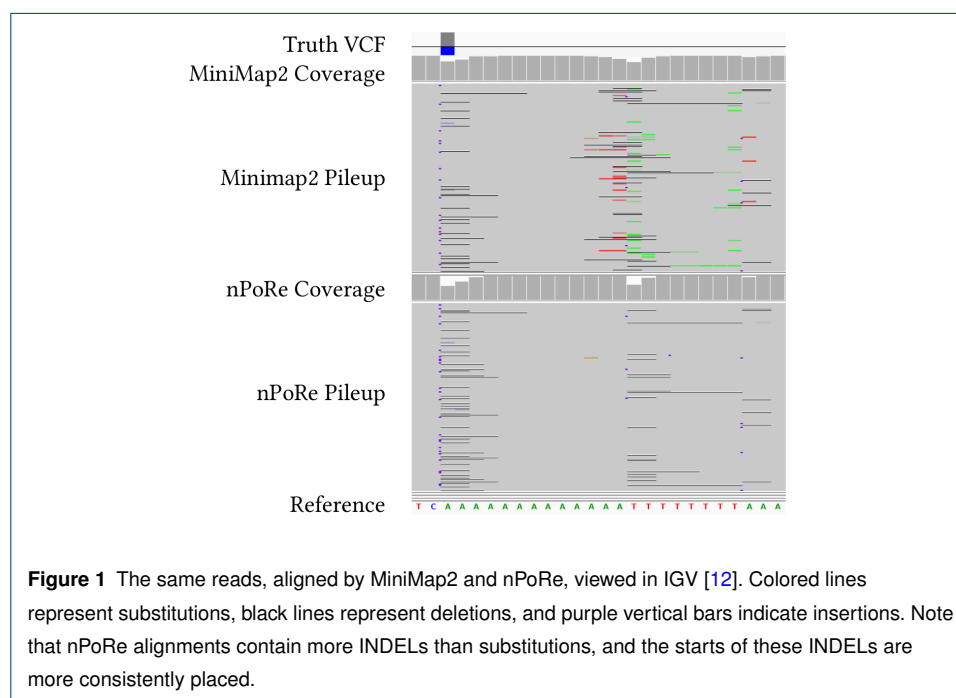 Truth VCF
MiniMap2 Coverage
Minimap2 Pileup
nPoRe Coverage
nPoRe Pileup
Reference
T C A A A A A A A A A A A A A T T T T T T T T A A A
Figure 1 The same reads, aligned by MiniMap2 and nPoRe, viewed in IGV [12]. Colored lines
represent substitutions, black lines represent deletions, and purple vertical bars indicate insertions. Note
that nPoRe alignments contain more INDELs than substitutions, and the starts of these INDELs are
more consistently placed.